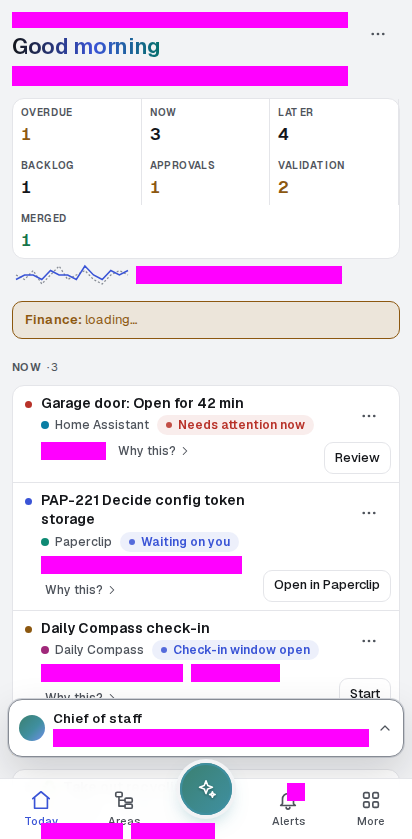 Good morning
OVERDUE NOW LATER
1 3 4
BACKLOG APPROVALS VALIDATION
1 1 2
MERGED
1
Finance: loading…
NOW ·3
Garage door: Open for 42 min
Home Assistant Needs attention now
Why this?
Review
PAP-221 Decide config token
storage
Paperclip Waiting on you
Why this?
Open in Paperclip
Daily Compass check-in
Daily Compass Check-in window open
Why this?
Start
Chief of staff
Today Areas Alerts More